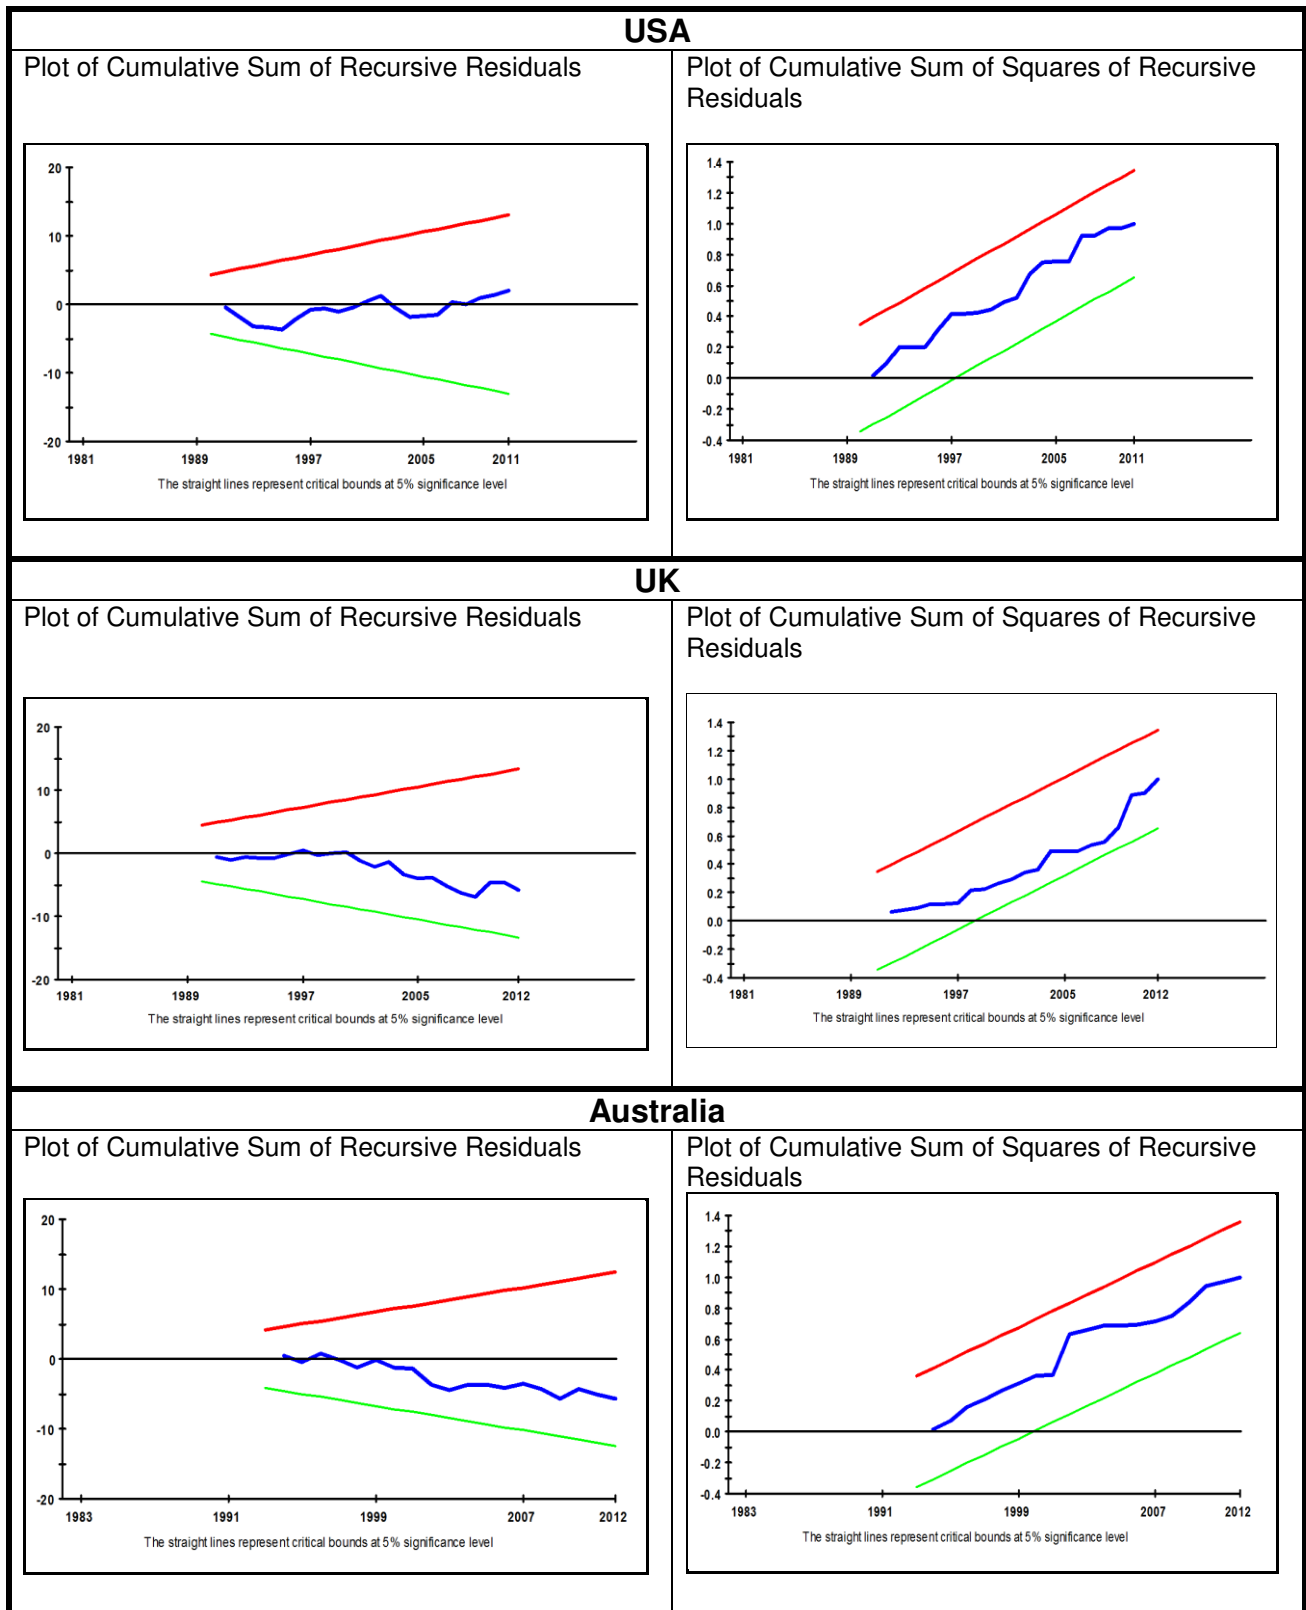 USA
Plot of Cumulative Sum of Recursive Residuals
20
10
0
-10
-20
1981 1989 1997 2005 2011
The straight lines represent critical bounds at 5% significance level
Plot of Cumulative Sum of Squares of Recursive
Residuals
1.4
1.2
1.0
0.8
0.6
0.4
0.2
0.0
-0.2
-0.4
1981 1989 1997 2005 2011
The straight lines represent critical bounds at 5% significance level
UK
Plot of Cumulative Sum of Recursive Residuals
20
10
0
-10
-20
1981 1989 1997 2005 2012
The straight lines represent critical bounds at 5% significance level
Plot of Cumulative Sum of Squares of Recursive
Residuals
1.4
1.2
1.0
0.8
0.6
0.4
0.2
0.0
-0.2
-0.4
1981 1989 1997 2005 2012
The straight lines represent critical bounds at 5% significance level
Australia
Plot of Cumulative Sum of Recursive Residuals
20
10
0
-10
-20
1983 1991 1999 2007 2012
The straight lines represent critical bounds at 5% significance level
Plot of Cumulative Sum of Squares of Recursive
Residuals
1.4
1.2
1.0
0.8
0.6
0.4
0.2
0.0
-0.2
-0.4
1983 1991 1999 2007 2012
The straight lines represent critical bounds at 5% significance level